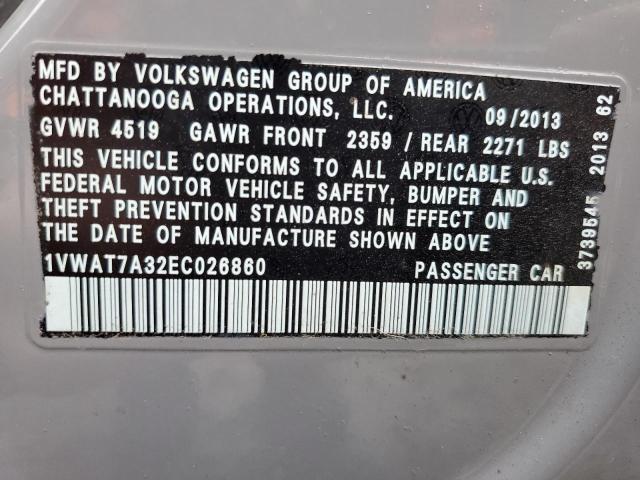 MFD BY VOLKSWAGEN GROUP OF AMERICA
CHATTANOOGA OPERATIONS, LLC. 09/2013
GVWR 4519 GAWR FRONT 2359 / REAR 2271 LBS
THIS VEHICLE CONFORMS TO ALL APPLICABLE U.S.
FEDERAL MOTOR VEHICLE SAFETY, BUMPER AND
THEFT PREVENTION STANDARDS IN EFFECT ON
THE DATE OF MANUFACTURE SHOWN ABOVE
1VWAT7A32EC026860 PASSENGER CAR
3739545 2013 62